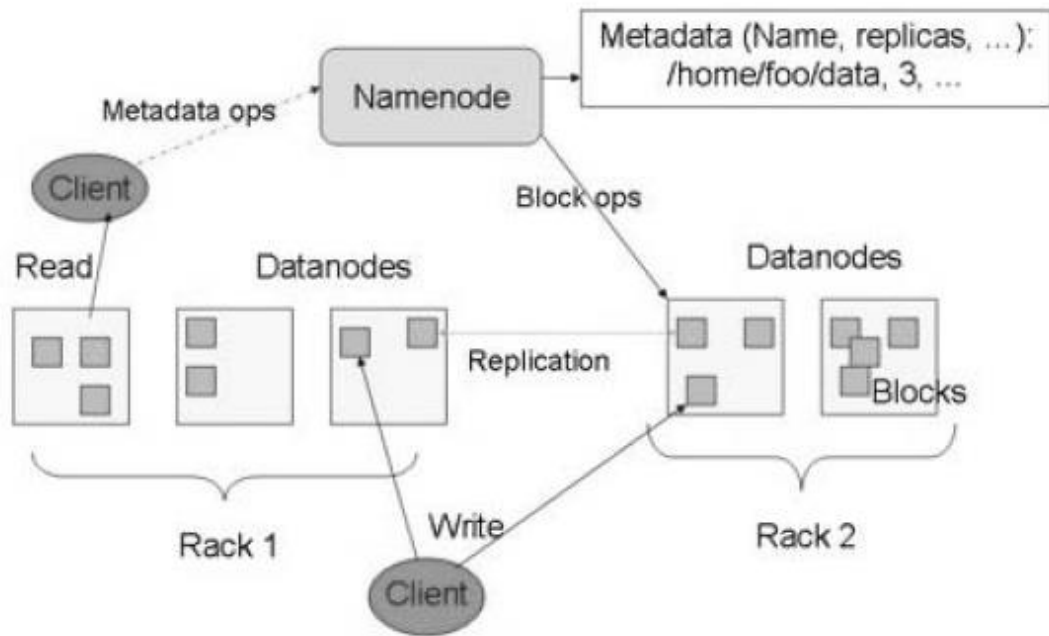 Metadata (Name, replicas, ...):
/home/foo/data, 3, ...
Namenode
Metadata ops
Client
Block ops
Read
Datanodes
Datanodes
Replication
Blocks
Rack 1
Write
Rack 2
Client